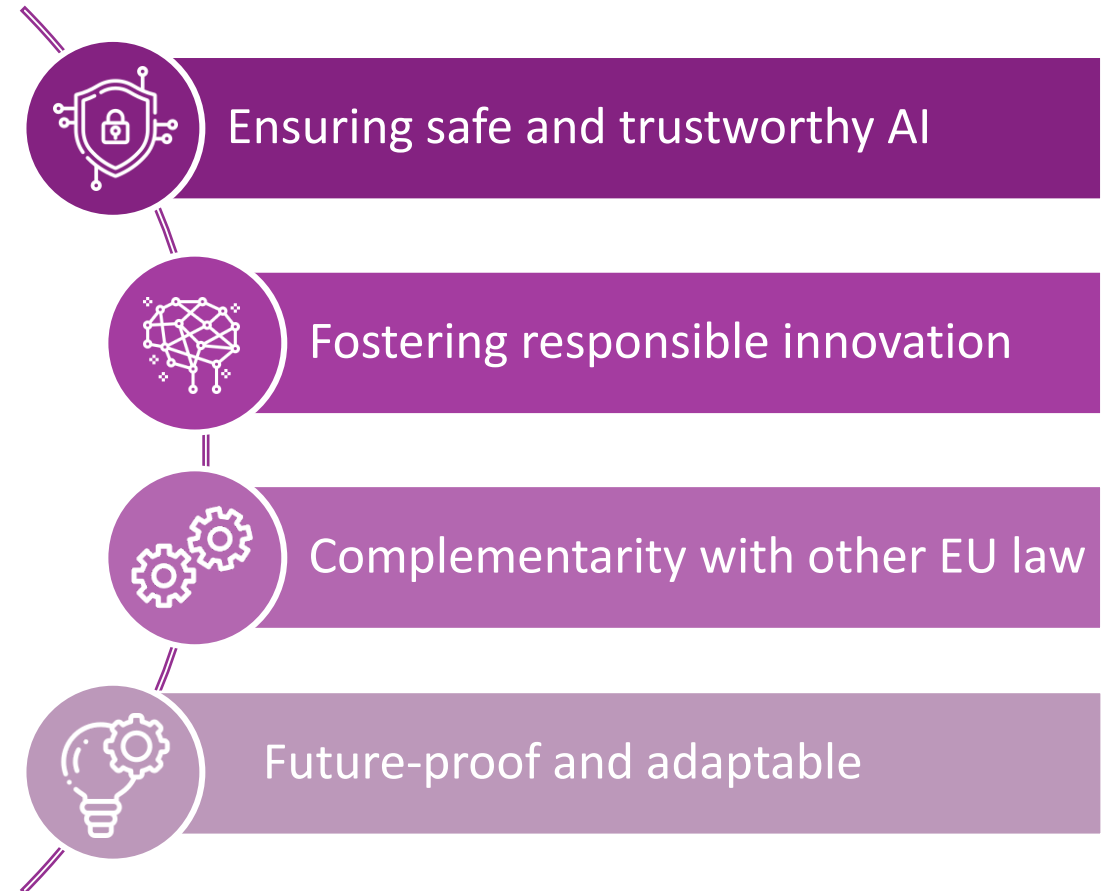 Ensuring safe and trustworthy AI
Fostering responsible innovation
Complementarity with other EU law
Future-proof and adaptable